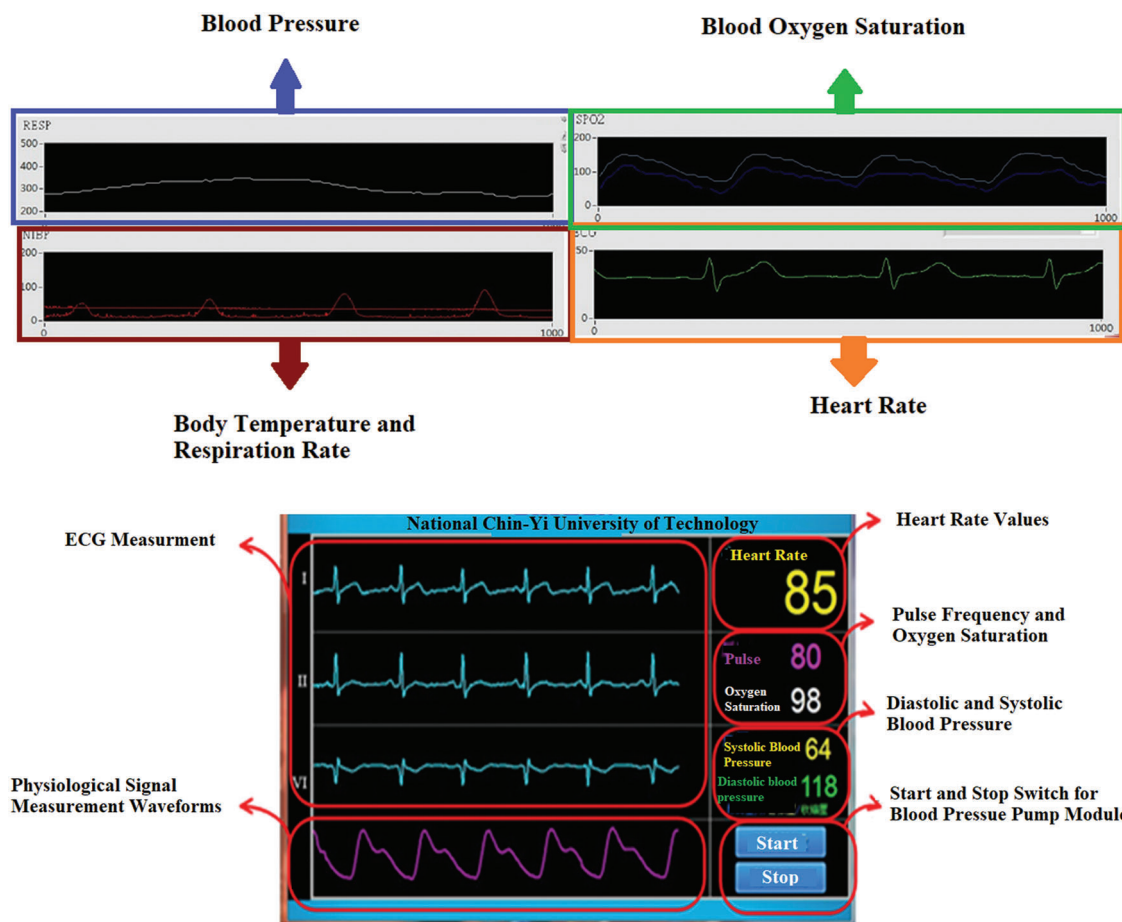 Blood Pressure
Blood Oxygen Saturation
RESP
500
400
300
200
0
SPO2
200
100
0
0
1000
NIBP
200
100
0
0
1000
50
0
0
1000
Body Temperature and
Respiration Rate
Heart Rate
National Chin-Yi University of Technology
ECG Measurment
I
II
VI
Physiological Signal
Measurement Waveforms
Heart Rate
85
Pulse
80
Oxygen
Saturation
98
Systolic Blood
Pressure
64
Diastolic blood
pressure
118
Start
Stop
Heart Rate Values
Pulse Frequency and
Oxygen Saturation
Diastolic and Systolic
Blood Pressure
Start and Stop Switch for
Blood Pressue Pump Module